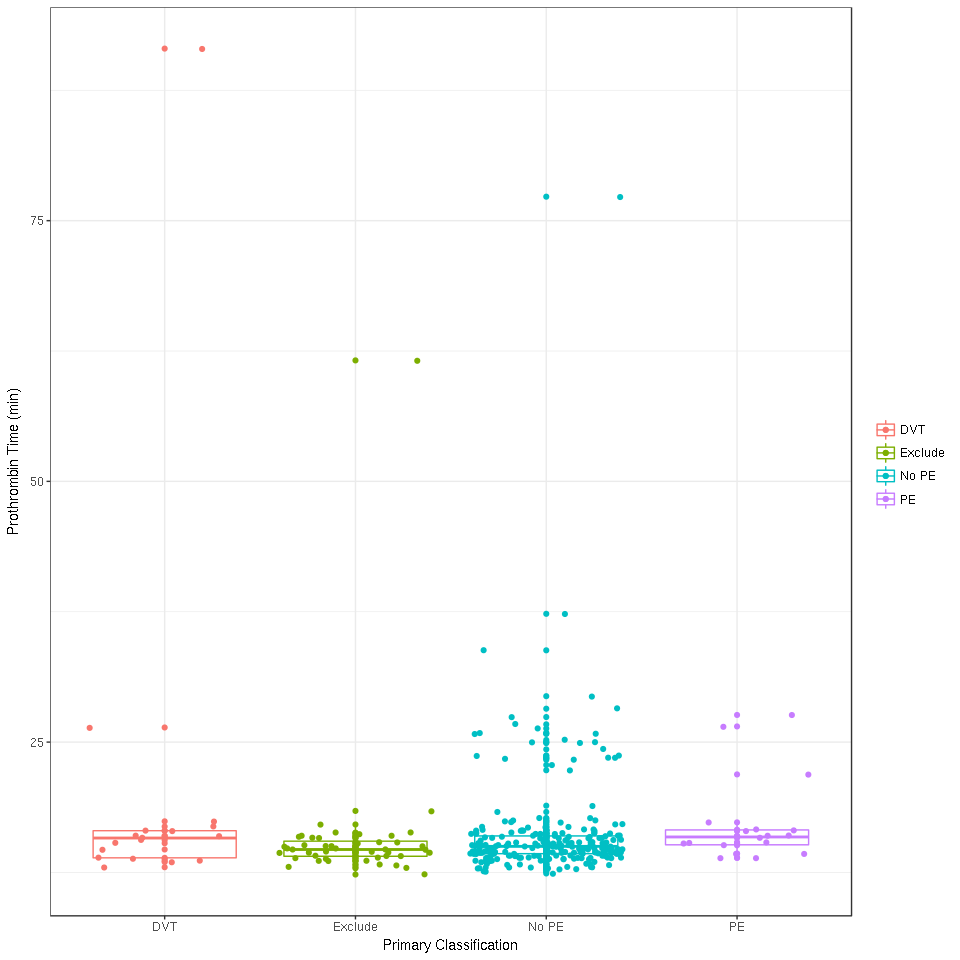 Prothrombin Time (min)
75
50
25
DVT
Exclude
No PE
PE
Primary Classification
DVT
Exclude
No PE
PE